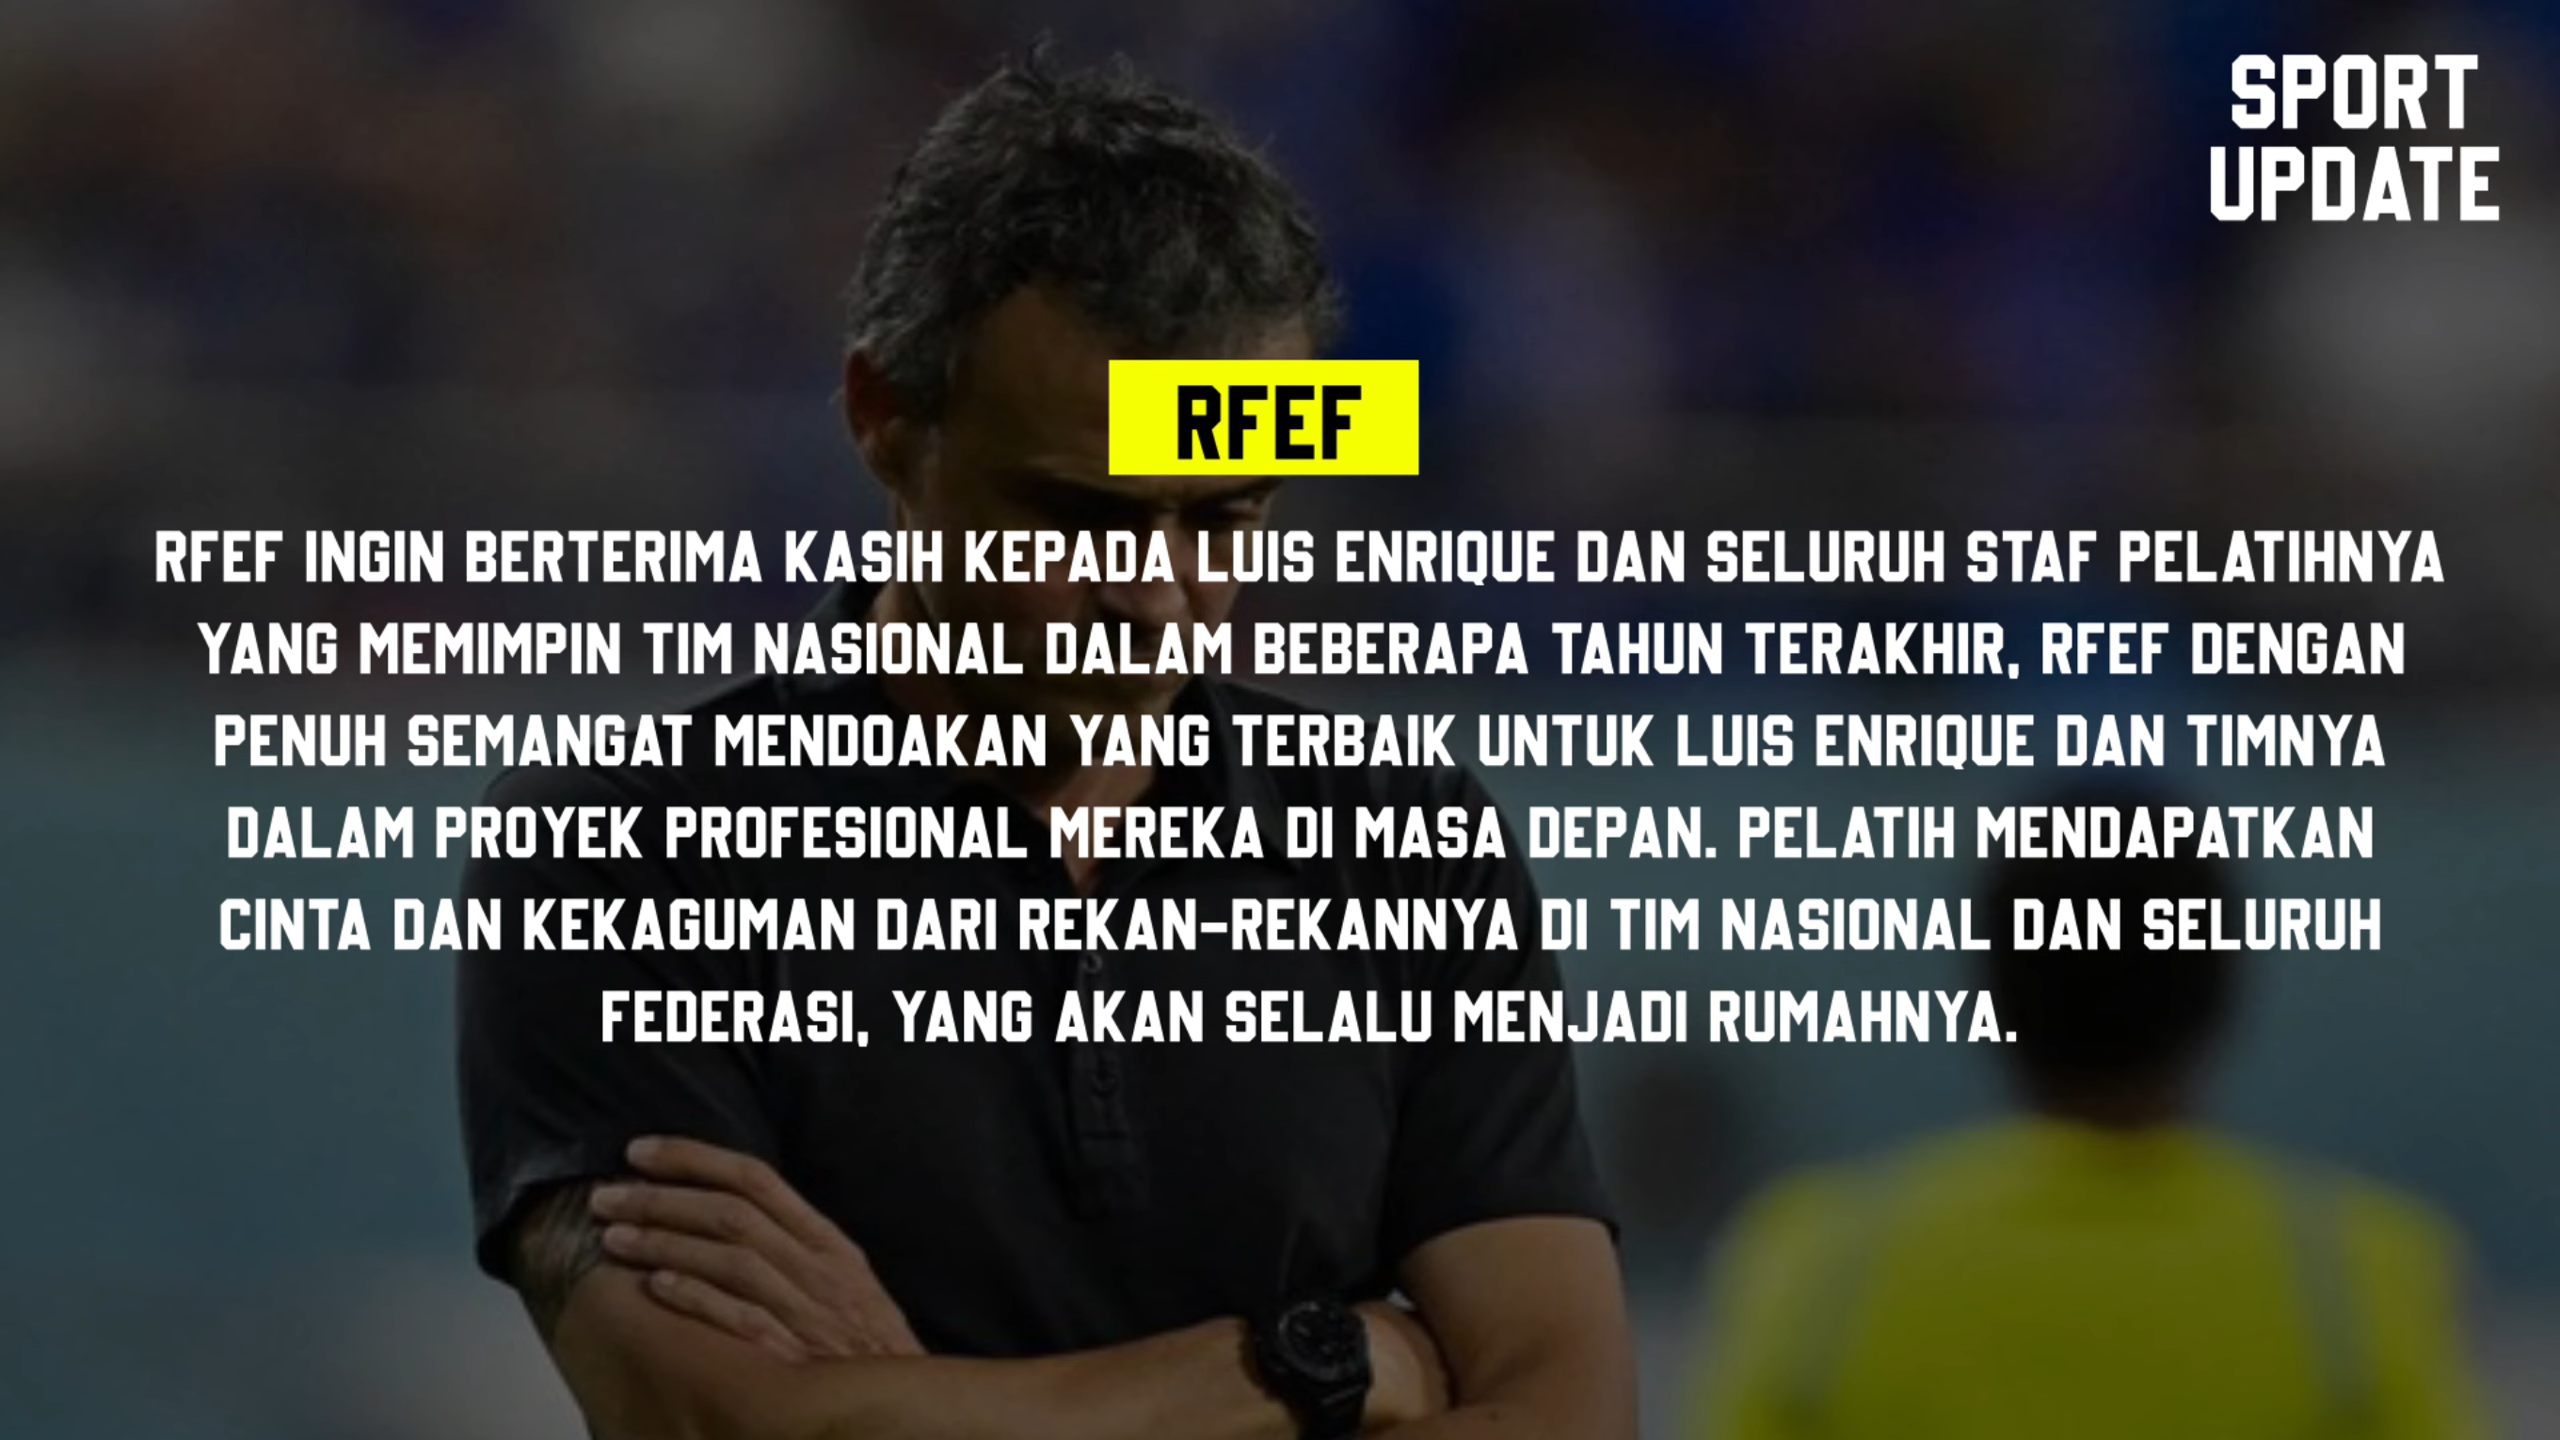 SPORT
UPDATE
RFEF
RFEF INGIN BERTERIMA KASIH KEPADA LUIS ENRIQUE DAN SELURUH STAF PELATIHNYA
YANG MEMIMPIN TIM NASIONAL DALAM BEBERAPA TAHUN TERAKHIR, RFEF DENGAN
PENUH SEMANGAT MENDOAKAN YANG TERBAIK UNTUK LUIS ENRIQUE DAN TIMNYA
DALAM PROYEK PROFESIONAL MEREKA DI MASA DEPAN. PELATIH MENDAPATKAN
CINTA DAN KEKAGUMAN DARI REKAN-REKANNYA DI TIM NASIONAL DAN SELURUH
FEDERASI, YANG AKAN SELALU MENJADI RUMAHNYA.